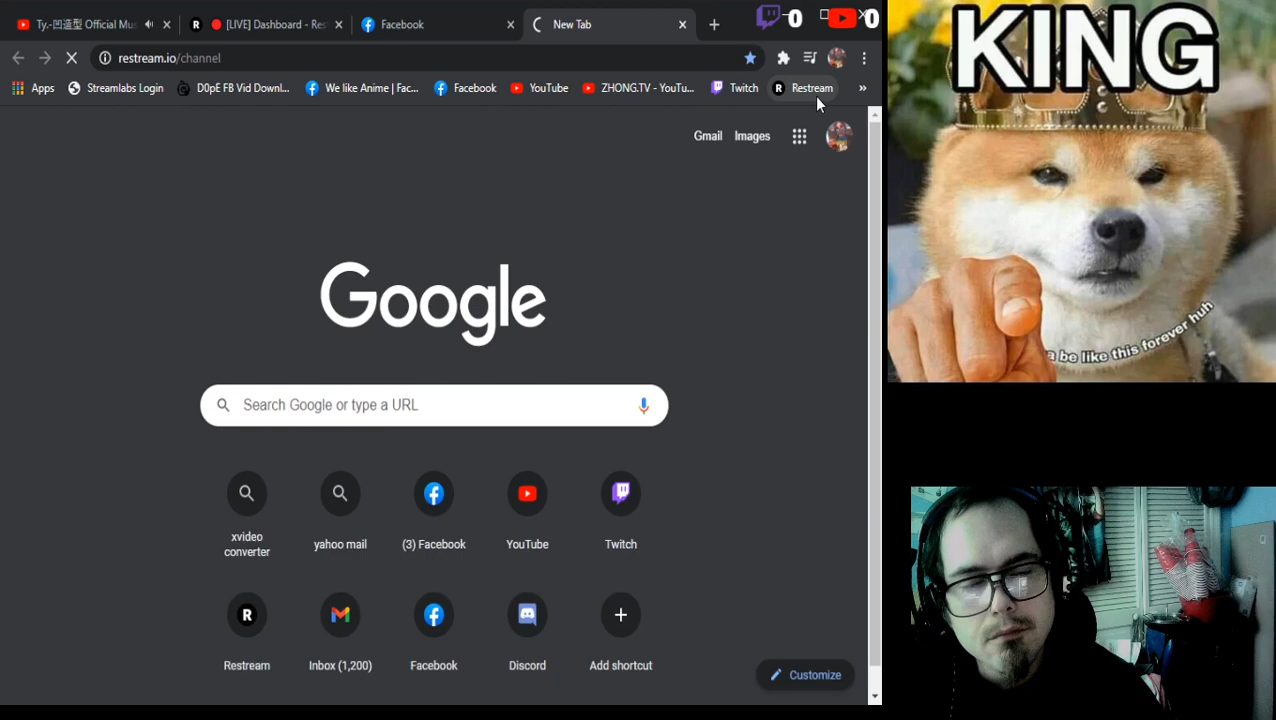 Ty.-凹造型 Official Mus
[LIVE] Dashboard - Res
Facebook
New Tab
0
0
restream.io/channel
Apps
Streamlabs Login
D0pE FB Vid Downl...
We like Anime | Fac...
Facebook
YouTube
ZHONG.TV - YouTu...
Twitch
Restream
»
Gmail
Images
Google
Search Google or type a URL
xvideo
converter
yahoo mail
(3) Facebook
YouTube
Twitch
R
Restream
Inbox (1,200)
Facebook
Discord
Add shortcut
Customize
KING
a be like this forever huh